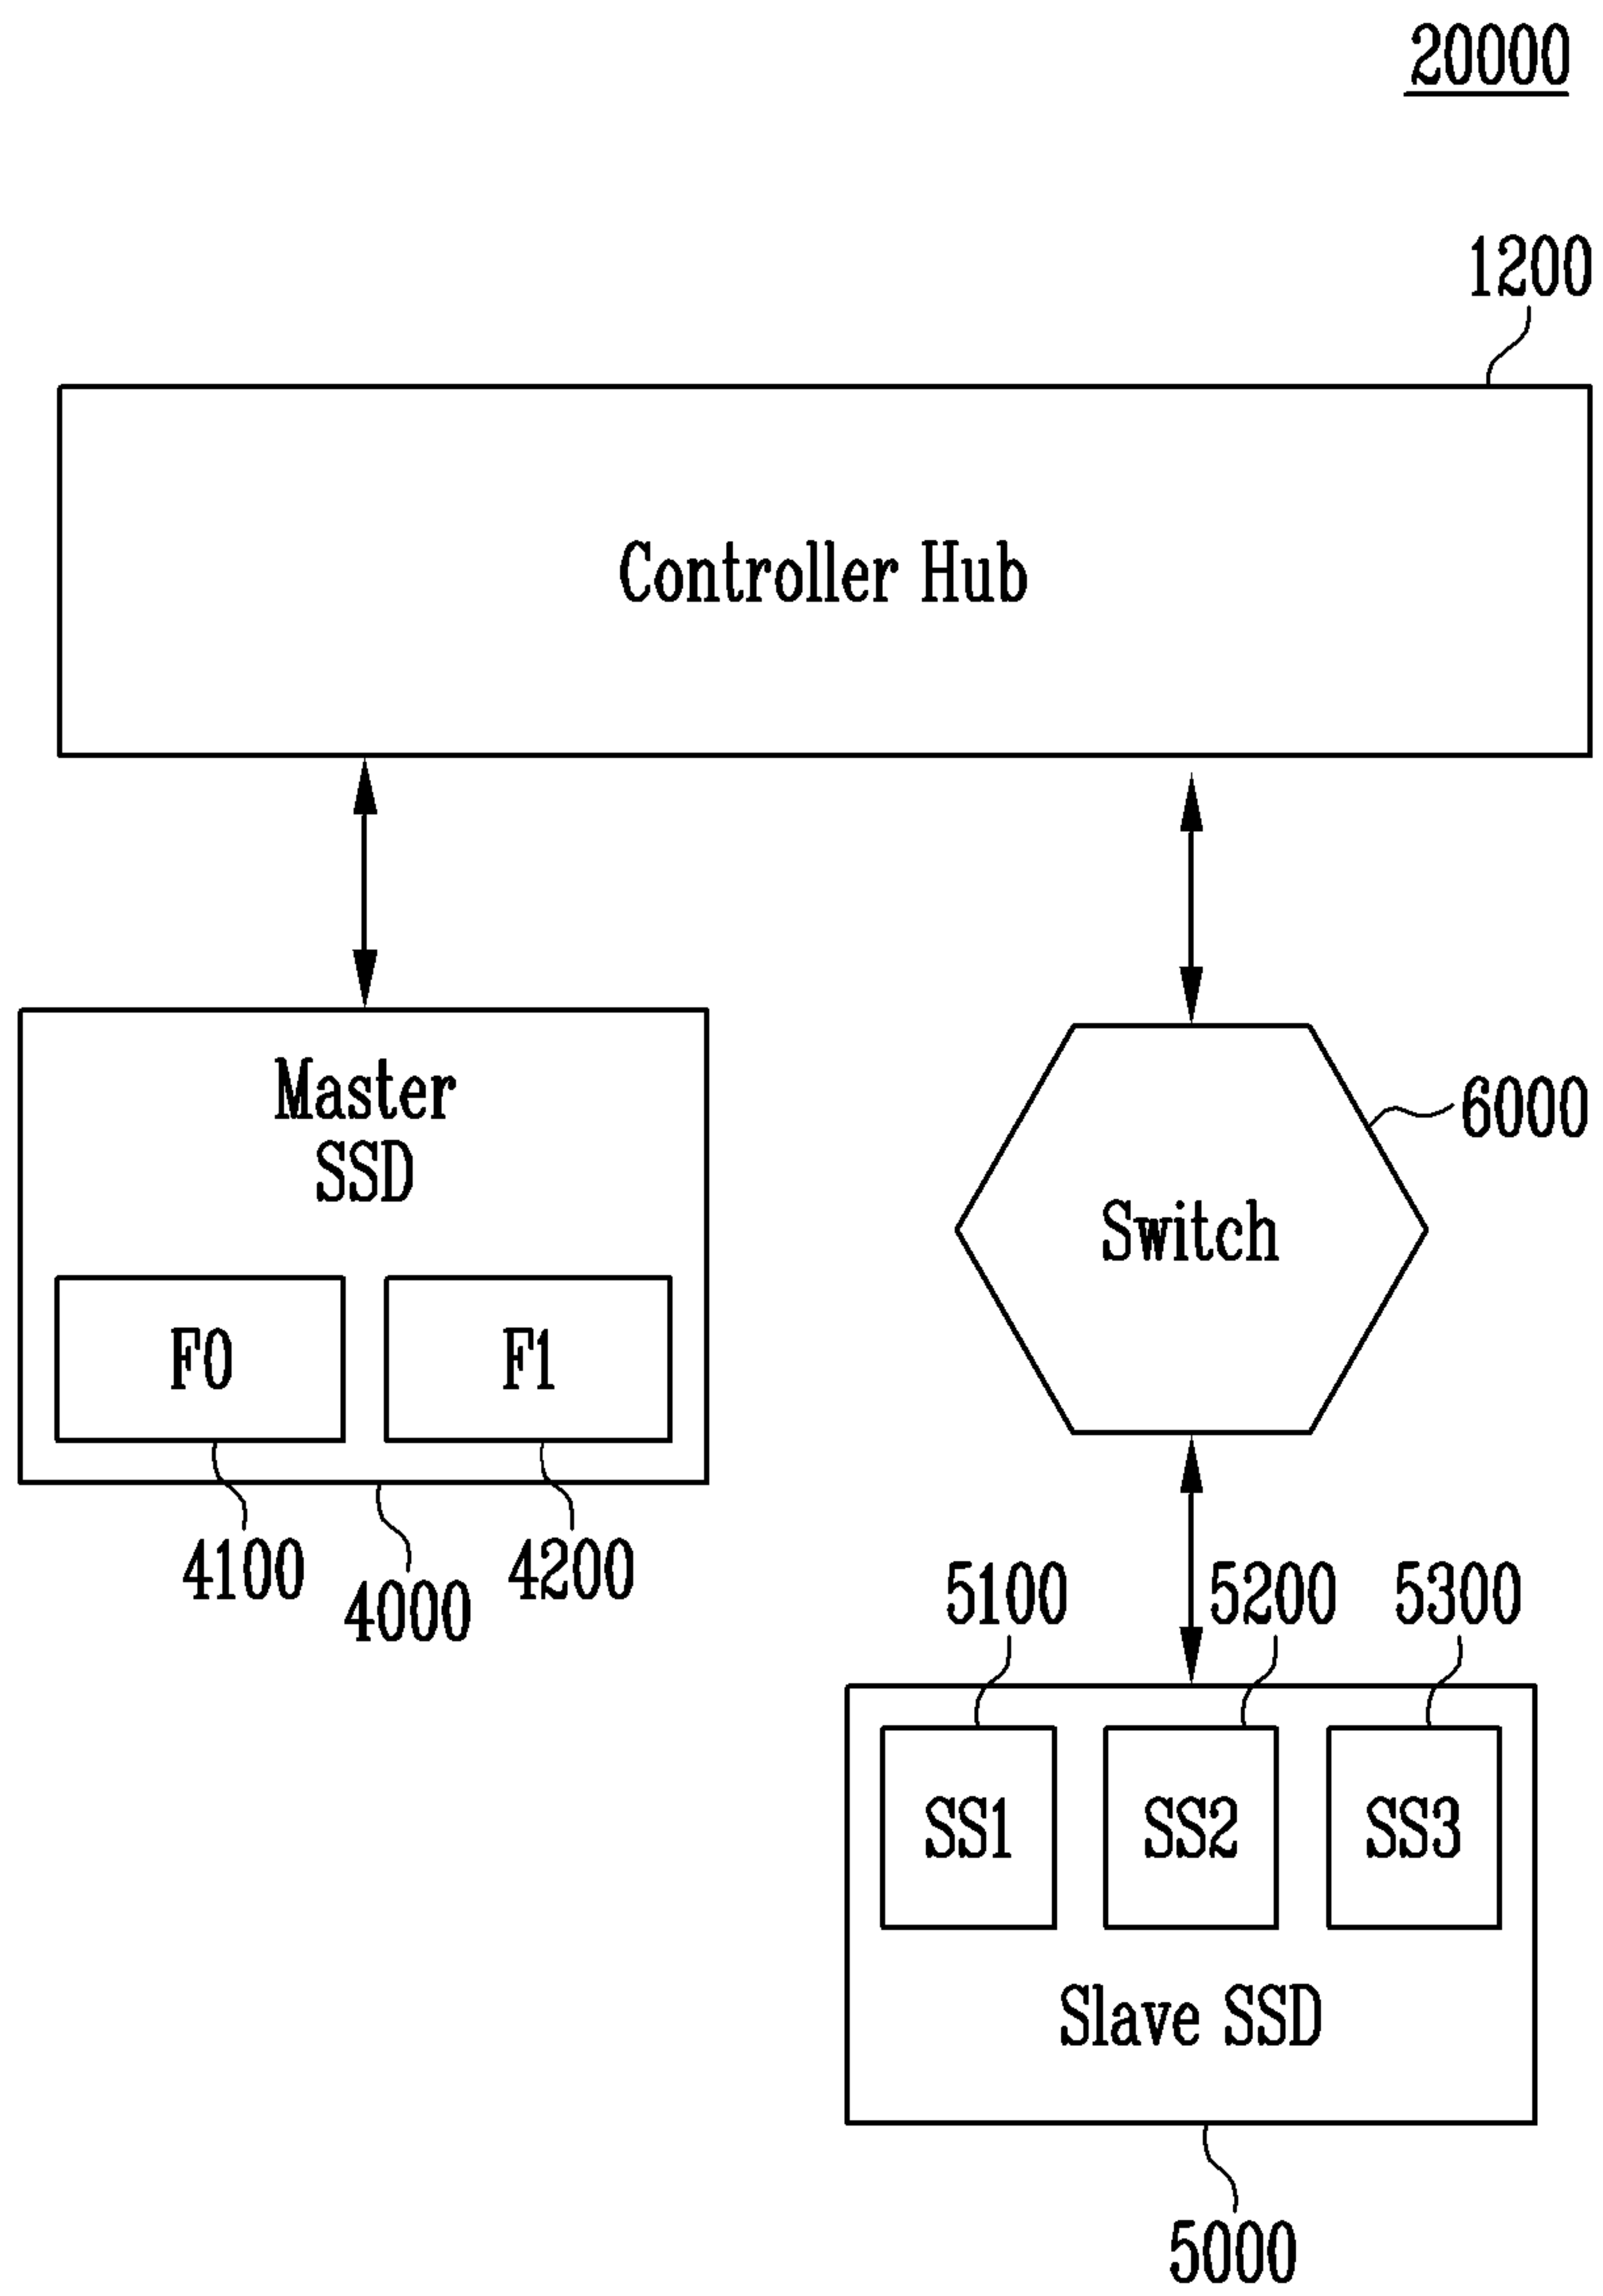 20000
1200
Controller Hub
Master
SSD
F0
F1
4100
4000
4200
6000
Switch
5100
5200
5300
SS1
SS2
SS3
Slave SSD
5000